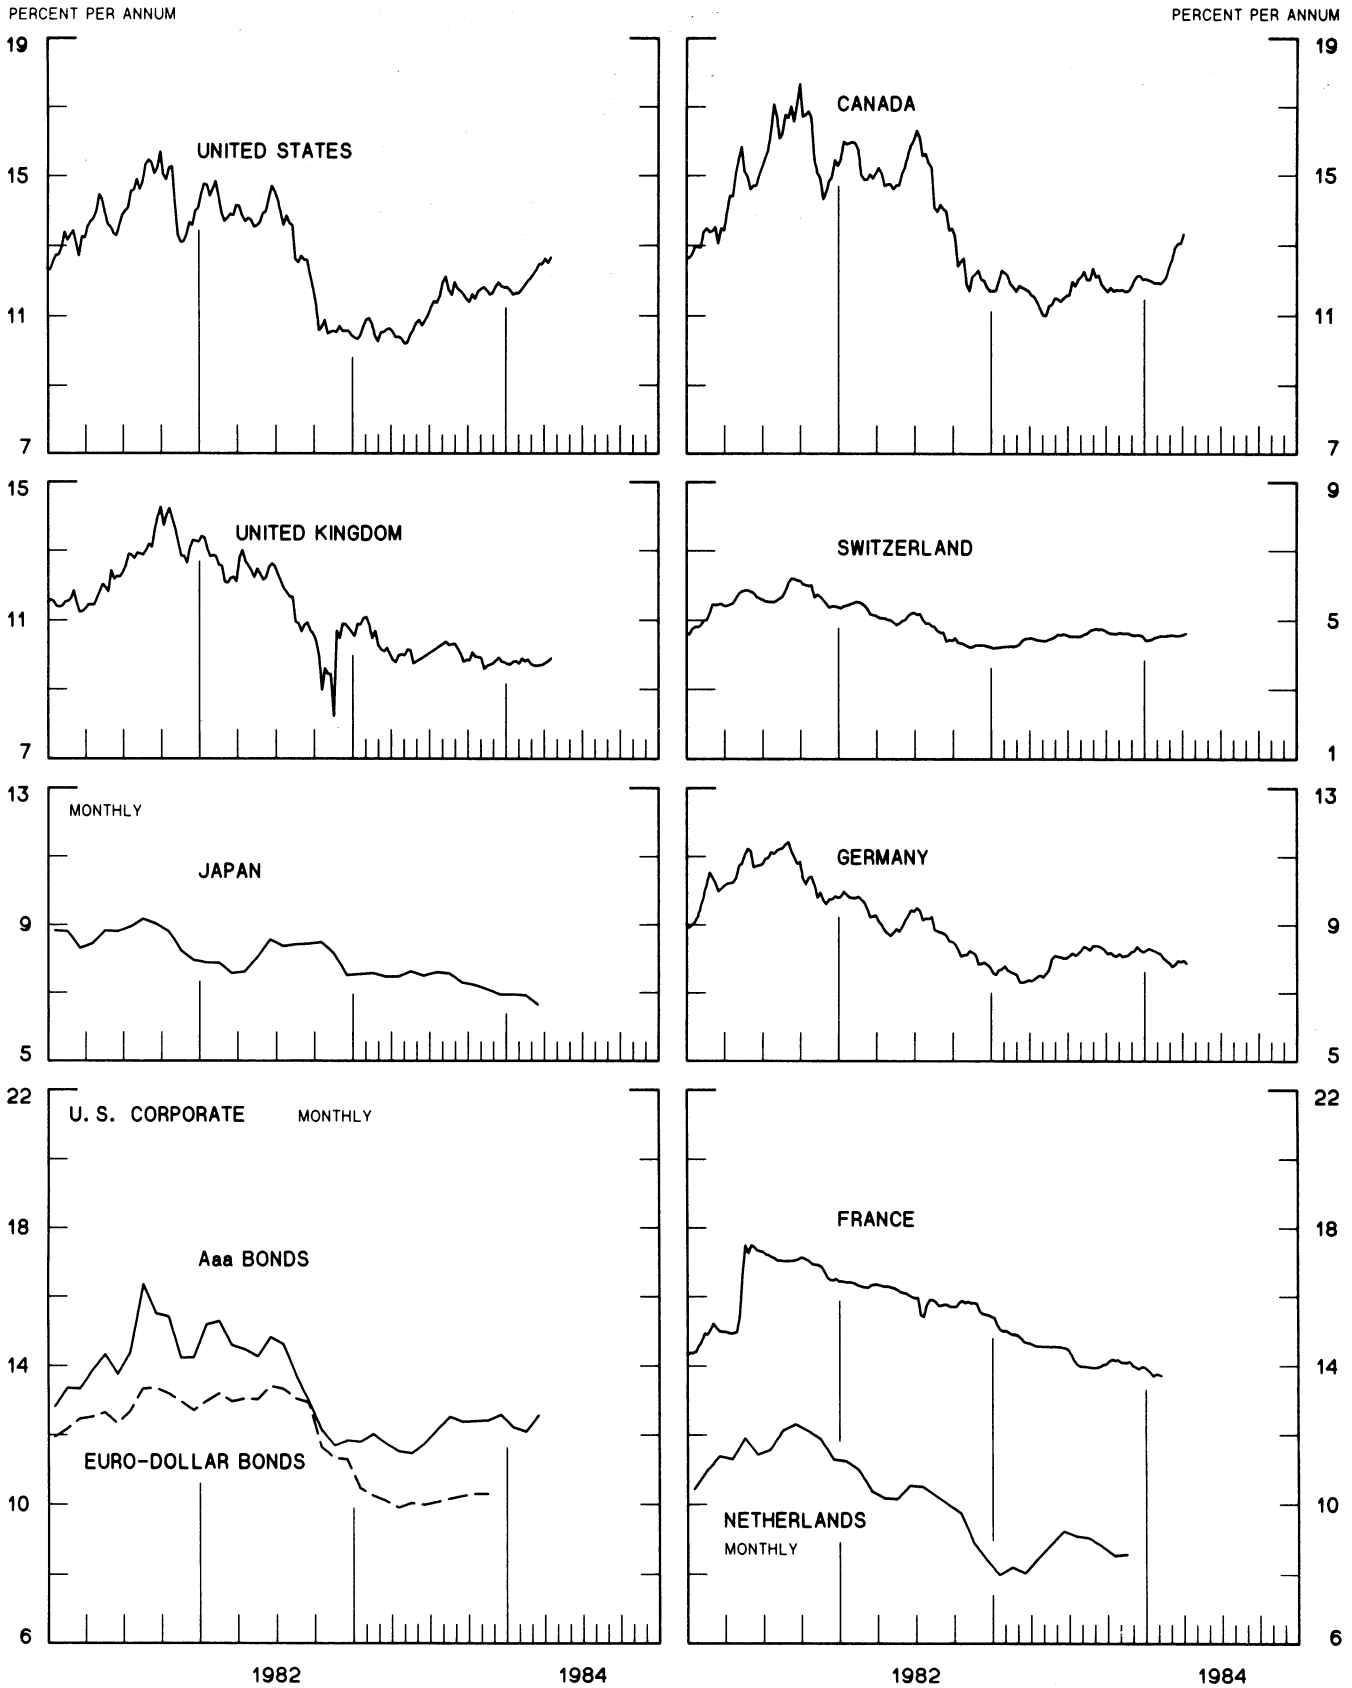 PERCENT PER ANNUM
PERCENT PER ANNUM
19
15
11
7
UNITED STATES
CANADA
19
15
11
7
15
11
7
UNITED KINGDOM
SWITZERLAND
9
5
1
13
9
5
MONTHLY
JAPAN
GERMANY
13
9
5
22
18
14
10
6
U. S. CORPORATE MONTHLY
Aaa BONDS
EURO-DOLLAR BONDS
FRANCE
NETHERLANDS
MONTHLY
22
18
14
10
6
1982
1984
1982
1984